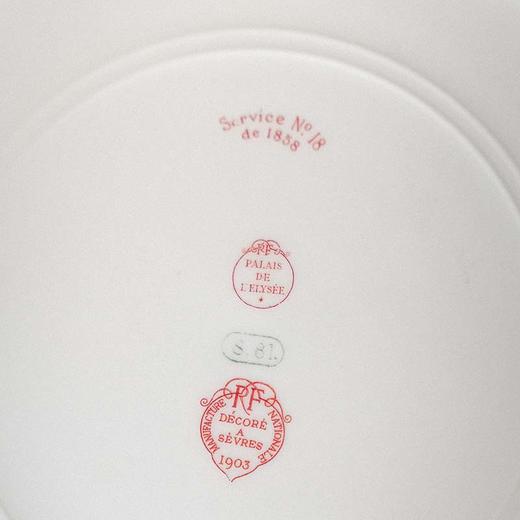 Service No 18
de 1858
RF
PALAIS
DE
L'ELYSÉE
S. 81.
RF
MANUFACTURE NATIONALE
DÉCORÉ
A
SÈVRES
1903